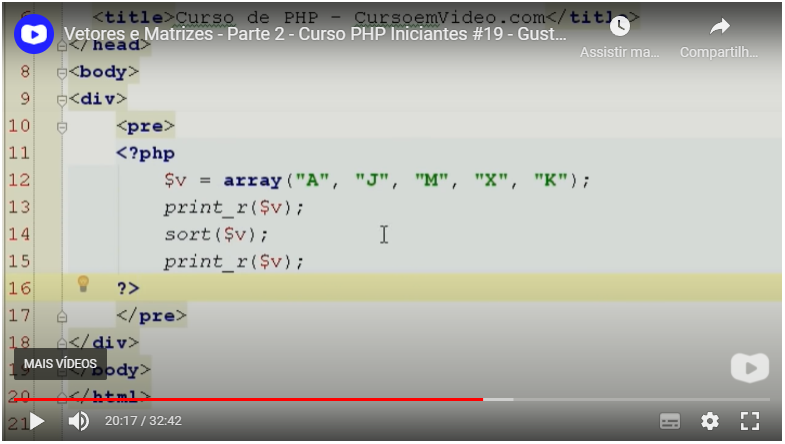 6 <title>Curso de PHP - CursoemVideo.com</title>
Vetores e Matrizes - Parte 2 - Curso PHP Iniciantes #19 - Gust...
Assistir ma...
Compartilh...
</head>
8 <body>
9 <div>
10 <pre>
11 <?php
12 $v = array("A", "J", "M", "X", "K");
13 print_r($v);
14 sort($v);
15 print_r($v);
16 ?>
17 </pre>
18 </div>
MAIS VÍDEOS
19 </body>
20 </html>
21
20:17 / 32:42